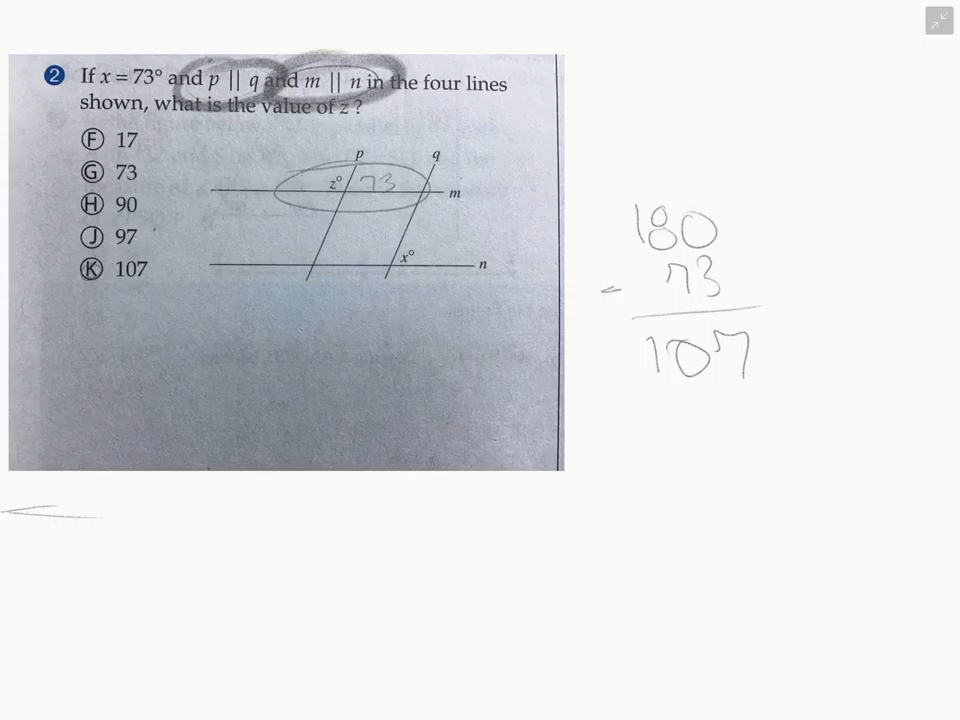 2 If x = 73° and p || q and m || n in the four lines
shown, what is the value of z ?
F 17
G 73
H 90
J 97
K 107
p
q
z° 73
m
x°
n
180
- 73
107